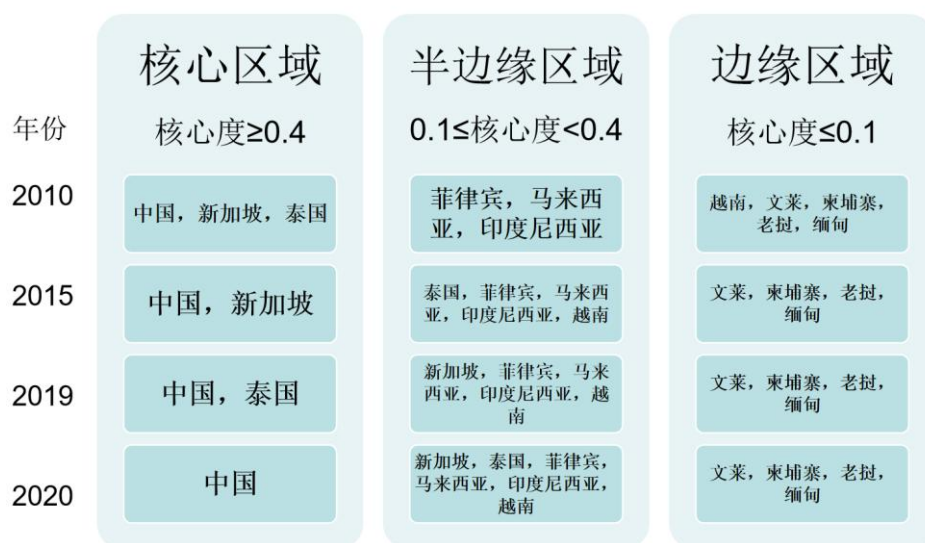 核心区域
半边缘区域
边缘区域
年份
核心度≥0.4
0.1≤核心度<0.4
核心度≤0.1
2010
中国，新加坡，泰国
菲律宾，马来西
亚，印度尼西亚
越南，文莱，柬埔寨，
老挝，缅甸
2015
中国，新加坡
泰国，菲律宾，马来西
亚，印度尼西亚，越南
文莱，柬埔寨，老挝，
缅甸
2019
中国，泰国
新加坡，菲律宾，马来
西亚，印度尼西亚，越
南
文莱，柬埔寨，老挝，
缅甸
2020
中国
新加坡，泰国，菲律宾，
马来西亚，印度尼西亚，
越南
文莱，柬埔寨，老挝，
缅甸